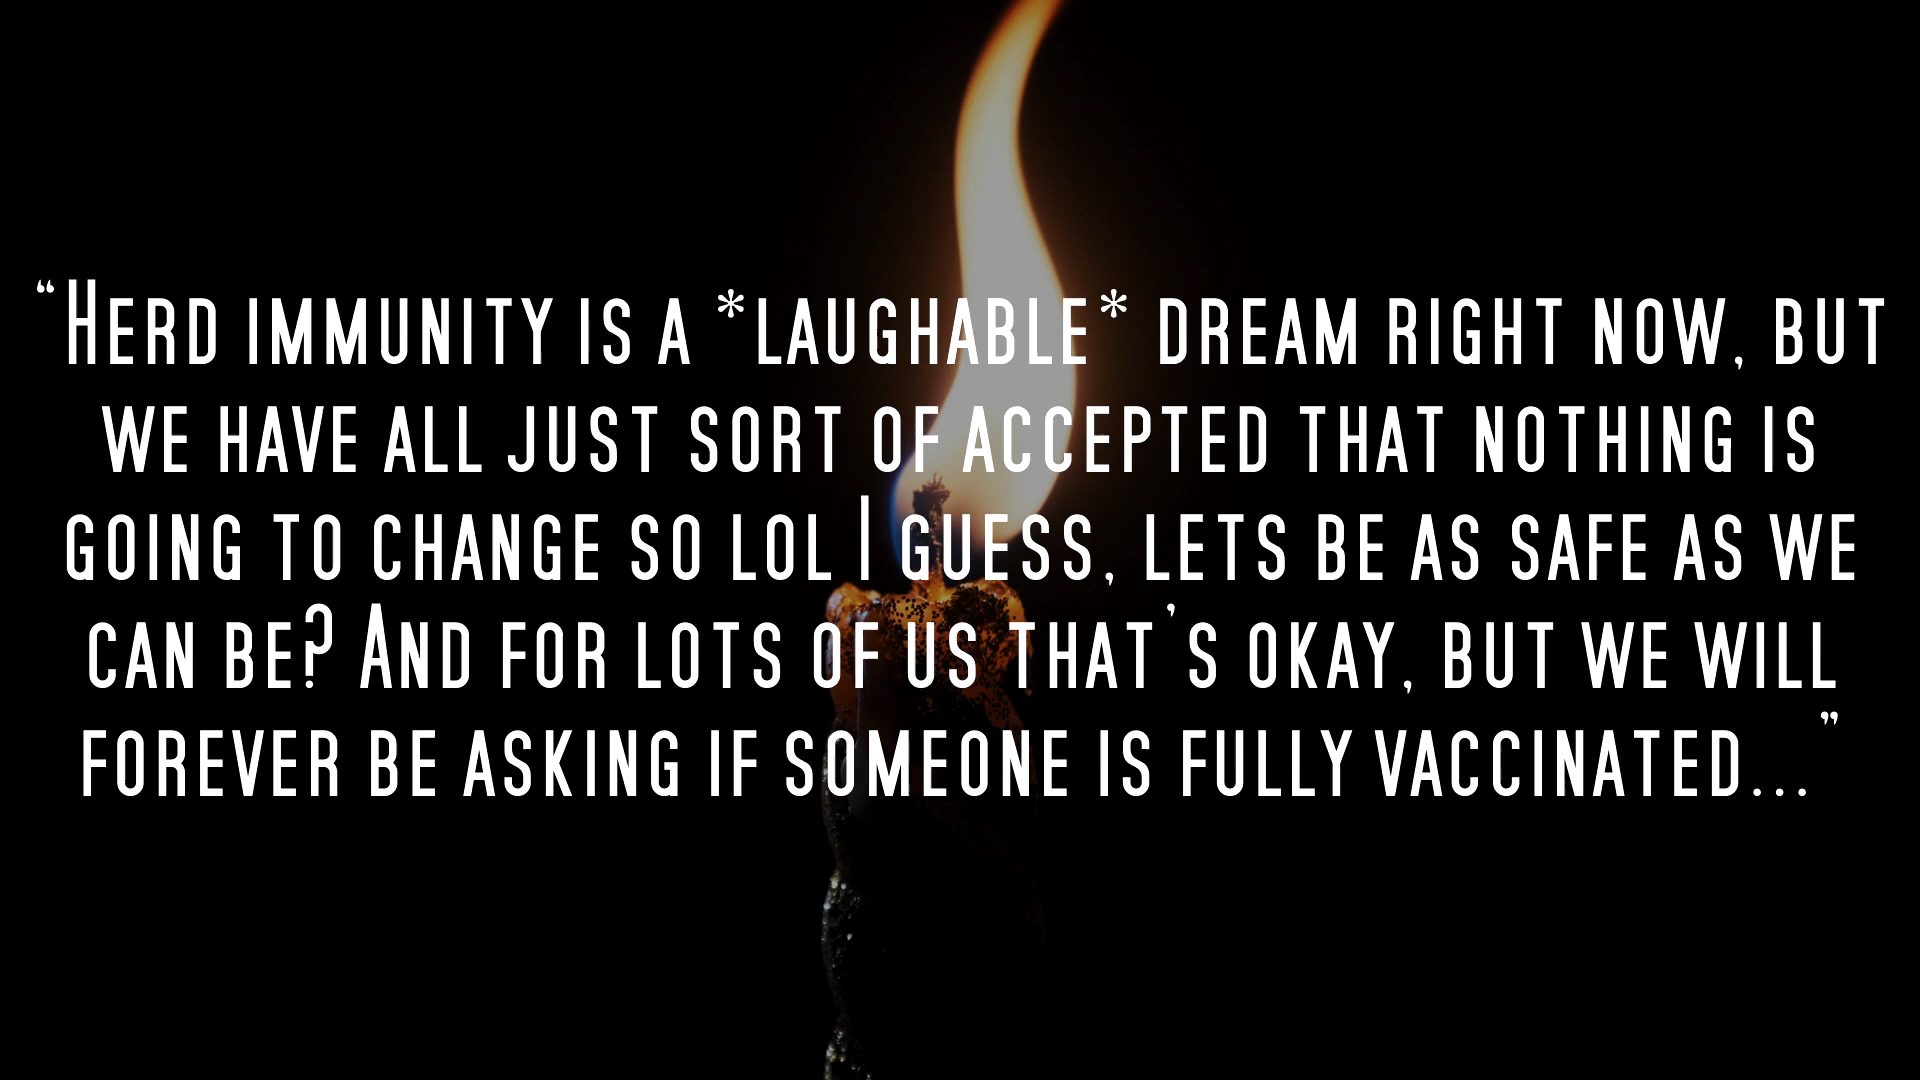 “Herd immunity is a *laughable* dream right now, but
we have all just sort of accepted that nothing is
going to change so lol I guess, lets be as safe as we
can be? And for lots of us that’s okay, but we will
forever be asking if someone is fully vaccinated...”